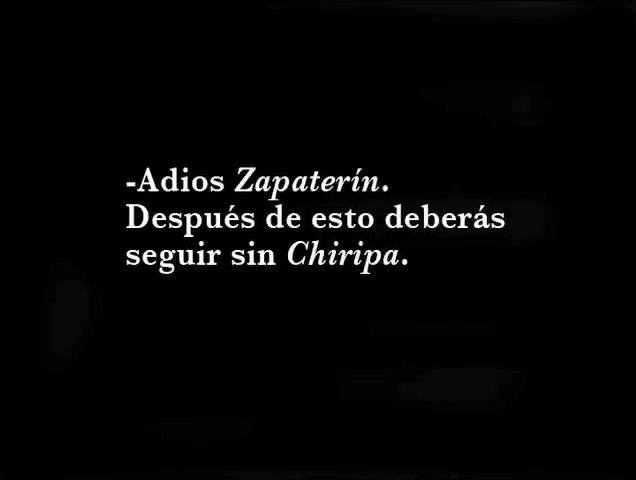 -Adios Zapaterín.
Después de esto deberás
seguir sin Chiripa.